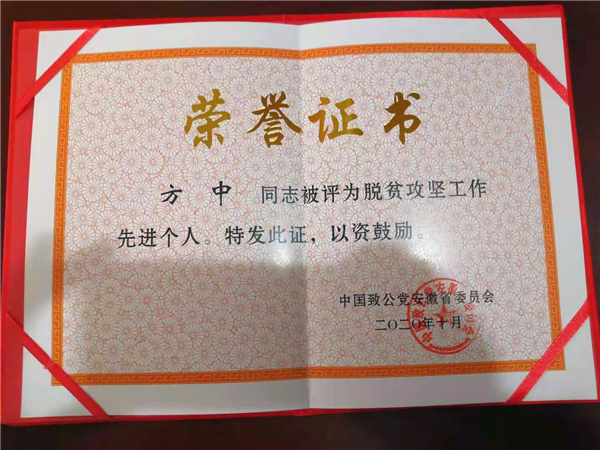 荣誉证书
方中 同志被评为脱贫攻坚工作
先进个人。特发此证，以资鼓励。
中国致公党安徽省委员会
二〇二〇年十月